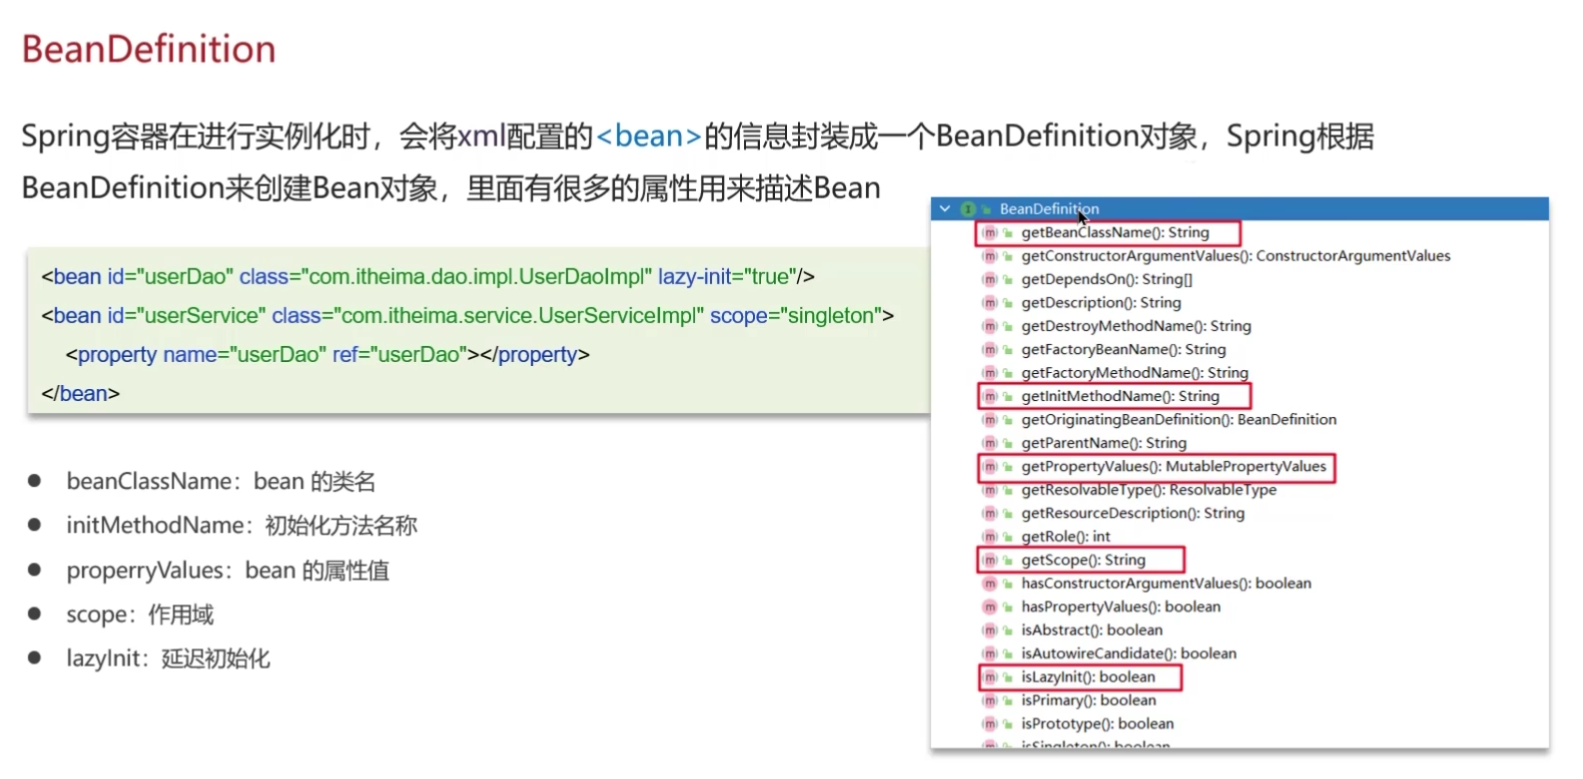 BeanDefinition
Spring容器在进行实例化时，会将xml配置的<bean>的信息封装成一个BeanDefinition对象，Spring根据
BeanDefinition来创建Bean对象，里面有很多的属性用来描述Bean
<bean id="userDao" class="com.itheima.dao.impl.UserDaoImpl" lazy-init="true"/>
<bean id="userService" class="com.itheima.service.UserServiceImpl" scope="singleton">
<property name="userDao" ref="userDao"></property>
</bean>
● beanClassName：bean 的类名
● initMethodName：初始化方法名称
● properryValues：bean 的属性值
● scope：作用域
● lazyInit：延迟初始化
BeanDefinition
getBeanClassName(): String
getConstructorArgumentValues(): ConstructorArgumentValues
getDependsOn(): String[]
getDescription(): String
getDestroyMethodName(): String
getFactoryBeanName(): String
getFactoryMethodName(): String
getInitMethodName(): String
getOriginatingBeanDefinition(): BeanDefinition
getParentName(): String
getPropertyValues(): MutablePropertyValues
getResolvableType(): ResolvableType
getResourceDescription(): String
getRole(): int
getScope(): String
hasConstructorArgumentValues(): boolean
hasPropertyValues(): boolean
isAbstract(): boolean
isAutowireCandidate(): boolean
isLazyInit(): boolean
isPrimary(): boolean
isPrototype(): boolean
isSingleton(): boolean